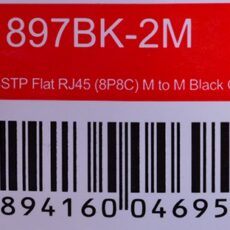 897BK-2M
STP Flat RJ45 (8P8C) M to M Black
894160 04695